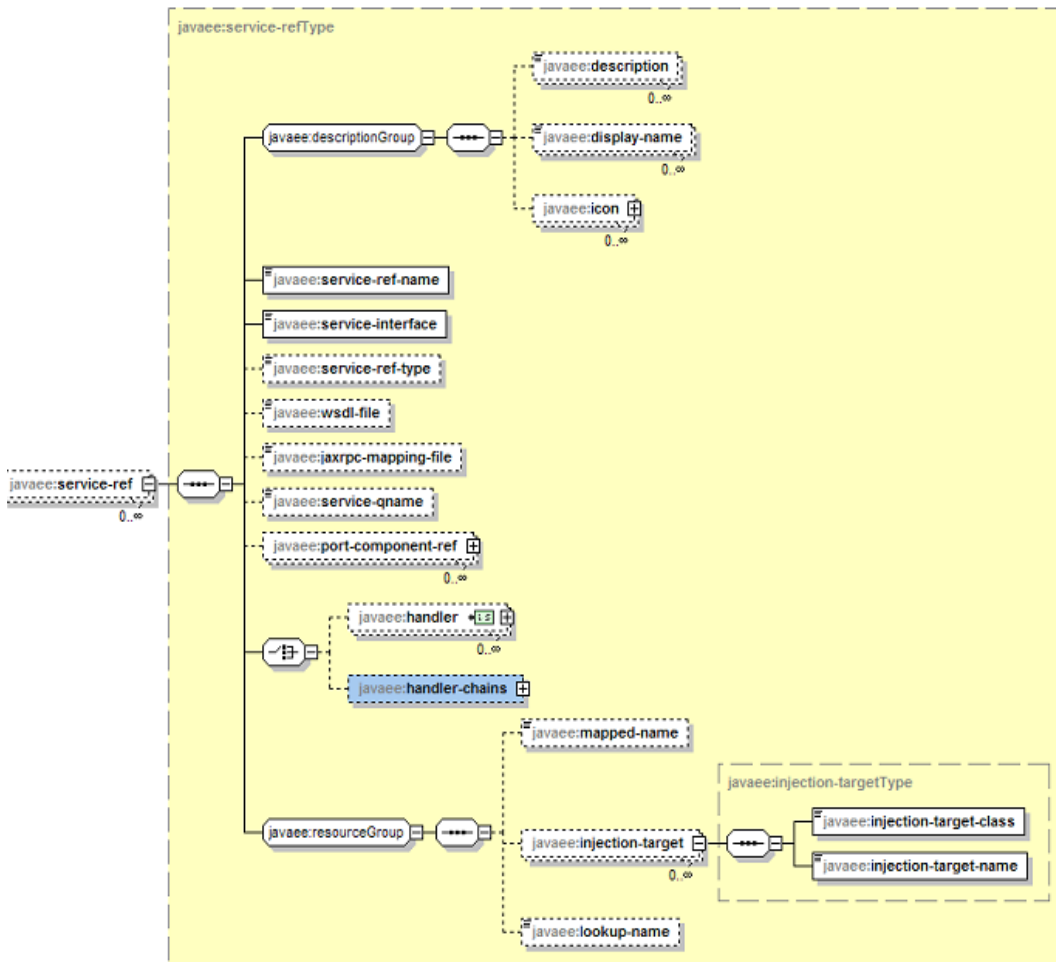 javaee:service-refType
javaee:description
0..∞
javaee:descriptionGroup
javaee:display-name
0..∞
javaee:icon
0..∞
javaee:service-ref-name
javaee:service-interface
javaee:service-ref-type
javaee:wsdl-file
javaee:jaxrpc-mapping-file
javaee:service-ref
0..∞
javaee:service-qname
javaee:port-component-ref
0..∞
javaee:handler
0..∞
javaee:handler-chains
javaee:mapped-name
javaee:injection-targetType
javaee:resourceGroup
javaee:injection-target
0..∞
javaee:injection-target-class
javaee:injection-target-name
javaee:lookup-name